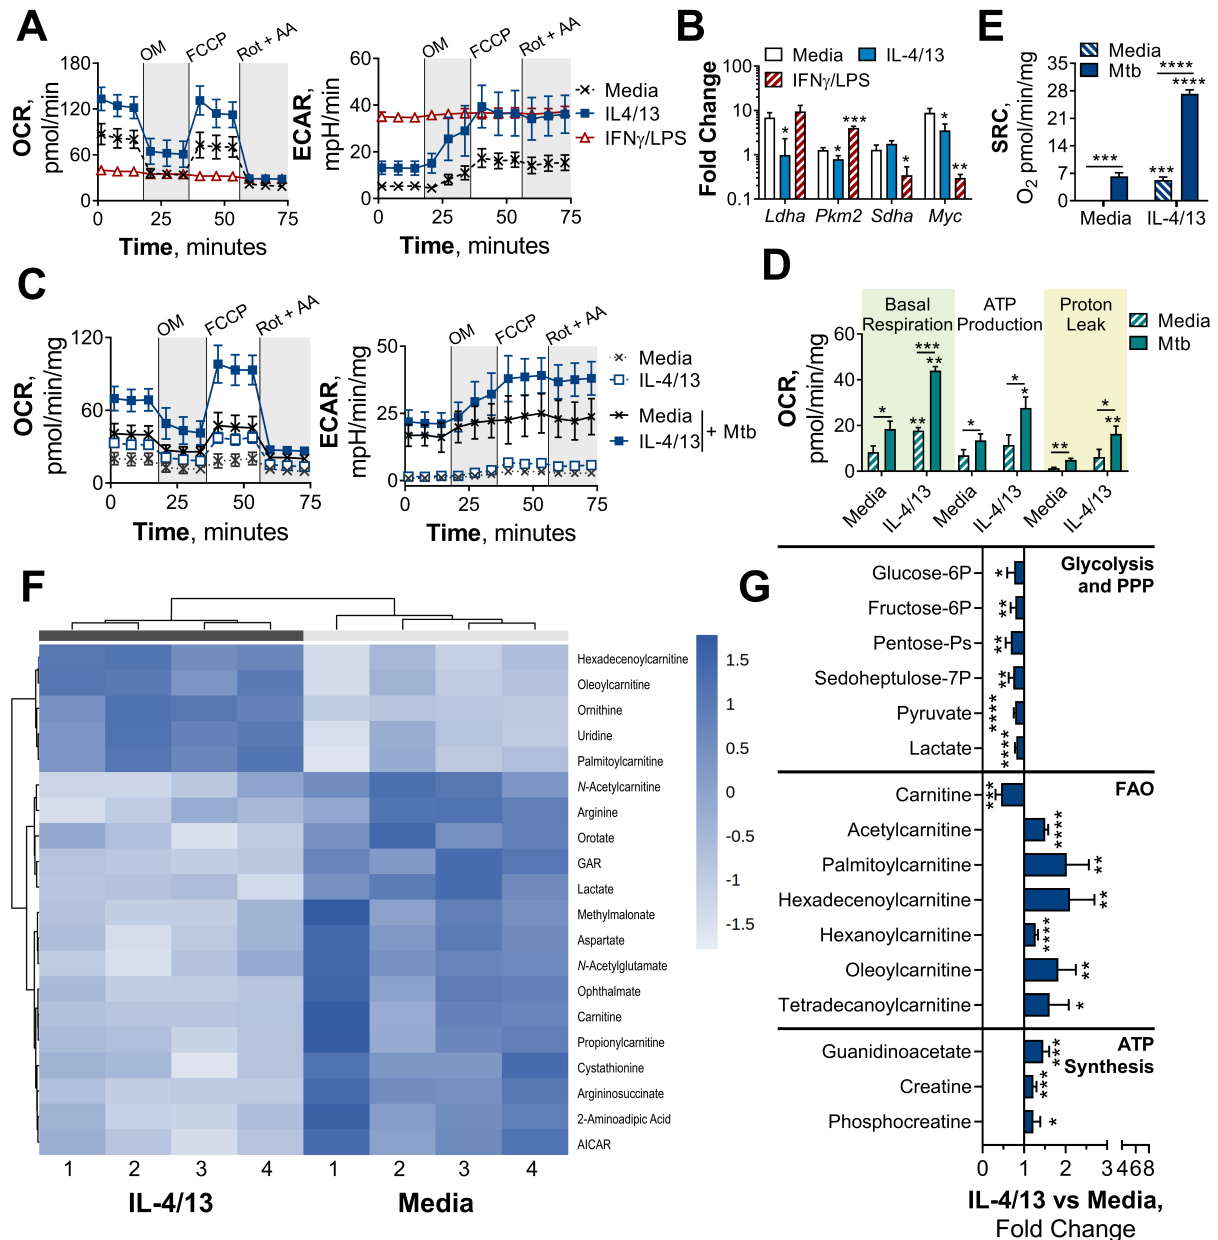 A
OM
FCCP
Rot + AA
OCR,
pmol/min
180
120
60
0
0
25
50
75
Time, minutes
OM
FCCP
Rot + AA
ECAR,
mpH/min
60
40
20
0
0
25
50
75
Time, minutes
Media
IL4/13
IFNγ/LPS
B
Media
IL-4/13
IFNγ/LPS
Fold Change
100
10
1
0.1
*
*
***
*
*
**
Ldha
Pkm2
Sdha
Myc
E
Media
Mtb
SRC,
O2 pmol/min/mg
35
28
21
14
7
0
***
***
****
****
Media
IL-4/13
C
OM
FCCP
Rot + AA
OCR,
pmol/min/mg
120
60
0
0
25
50
75
Time, minutes
OM
FCCP
Rot + AA
ECAR,
mpH/min/mg
50
25
0
0
25
50
75
Time, minutes
Media
IL-4/13
Media
IL-4/13
+ Mtb
D
Basal
Respiration
ATP
Production
Proton
Leak
Media
Mtb
OCR,
pmol/min/mg
60
40
20
0
*
**
***
**
*
*
*
**
*
**
Media
IL-4/13
Media
IL-4/13
Media
IL-4/13
F
Hexadecenoylcarnitine
Oleoylcarnitine
Ornithine
Uridine
Palmitoylcarnitine
N-Acetylcarnitine
Arginine
Orotate
GAR
Lactate
Methylmalonate
Aspartate
N-Acetylglutamate
Ophthalmate
Carnitine
Propionylcarnitine
Cystathionine
Argininosuccinate
2-Aminoadipic Acid
AICAR
1
2
3
4
1
2
3
4
IL-4/13
Media
1.5
1
0.5
0
-0.5
-1
-1.5
G
Glycolysis
and PPP
Glucose-6P
*
Fructose-6P
**
Pentose-Ps
**
Sedoheptulose-7P
**
Pyruvate
****
Lactate
****
FAO
Carnitine
***
Acetylcarnitine
****
Palmitoylcarnitine
**
Hexadecenoylcarnitine
**
Hexanoylcarnitine
****
Oleoylcarnitine
**
Tetradecanoylcarnitine
*
ATP
Synthesis
Guanidinoacetate
***
Creatine
***
Phosphocreatine
*
0
1
2
3
4
6
8
IL-4/13 vs Media,
Fold Change